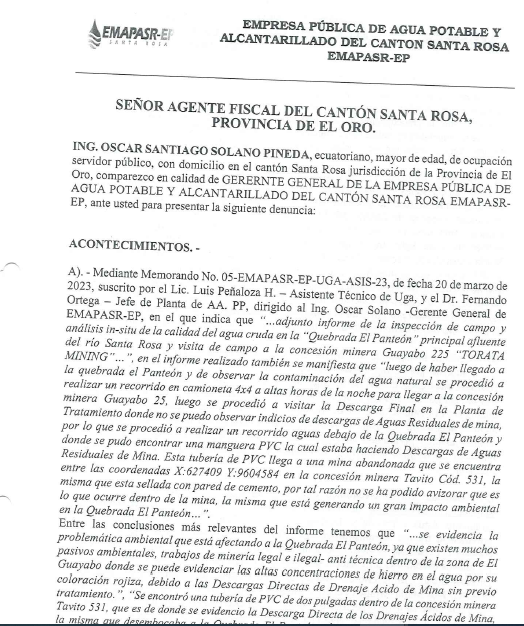 EMAPASR-EP
SANTA ROSA
EMPRESA PÚBLICA DE AGUA POTABLE Y
ALCANTARILLADO DEL CANTON SANTA ROSA
EMAPASR-EP
SEÑOR AGENTE FISCAL DEL CANTÓN SANTA ROSA,
PROVINCIA DE EL ORO.
ING. OSCAR SANTIAGO SOLANO PINEDA, ecuatoriano, mayor de edad, de ocupación
servidor público, con domicilio en el cantón Santa Rosa jurisdicción de la Provincia de El
Oro, comparezco en calidad de GERERNTE GENERAL DE LA EMPRESA PÚBLICA DE
AGUA POTABLE Y ALCANTARILLADO DEL CANTÓN SANTA ROSA EMAPASR-
EP, ante usted para presentar la siguiente denuncia:
ACONTECIMIENTOS. -
A). - Mediante Memorando No. 05-EMAPASR-EP-UGA-ASIS-23, de fecha 20 de marzo de
2023, suscrito por el Lic. Luis Peñaloza H. – Asistente Técnico de Uga, y el Dr. Fernando
Ortega – Jefe de Planta de AA. PP, dirigido al Ing. Oscar Solano -Gerente General de
EMAPASR-EP, en el que indica que “...adjunto informe de la inspección de campo y
análisis in-situ de la calidad del agua cruda en la “Quebrada El Panteón” principal afluente
del río Santa Rosa y visita de campo a la concesión minera Guayabo 225 “TORATA
MINING”...”, en el informe realizado también se manifiesta que “luego de haber llegado a
la quebrada el Panteón y de observar la contaminación del agua natural se procedió a
realizar un recorrido en camioneta 4x4 a altas horas de la noche para llegar a la concesión
minera Guayabo 25, luego se procedió a visitar la Descarga Final en la Planta de
Tratamiento donde no se puedo observar indicios de descargas de Aguas Residuales de mina,
por lo que se procedió a realizar un recorrido aguas debajo de la Quebrada El Panteón y
donde se pudo encontrar una manguera PVC la cual estaba haciendo Descargas de Aguas
Residuales de Mina. Esta tubería de PVC llega a una mina abandonada que se encuentra
entre las coordenadas X:627409 Y:9604584 en la concesión minera Tavito Cód. 531, la
misma que esta sellada con pared de cemento, por tal razón no se ha podido avizorar que es
lo que ocurre dentro de la mina, la misma que está generando un gran impacto ambiental
en la Quebrada El Panteón...”.
Entre las conclusiones más relevantes del informe tenemos que “...se evidencia la
problemática ambiental que está afectando a la Quebrada El Panteón, ya que existen muchos
pasivos ambientales, trabajos de minería legal e ilegal- anti técnica dentro de la zona de El
Guayabo donde se puede evidenciar las altas concentraciones de hierro en el agua por su
coloración rojiza, debido a las Descargas Directas de Drenaje Acido de Mina sin previo
tratamiento.”, “Se encontró una tubería de PVC de dos pulgadas dentro de la concesión minera
Tavito 531, que es de donde se evidencio la Descarga Directa de los Drenajes Ácidos de Mina,
la misma que desembocaba a la Quebrada El